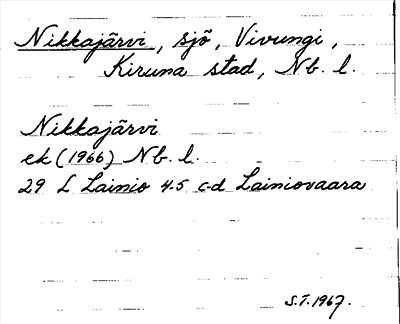 Nikkajärvi, sjö, Vivungi,
Kiruna stad, Nb. l.
Nikkajärvi
ek (1966) Nb. l.
29 L Lainio 4-5 c-d Lainiovaara
S.T. 1967.